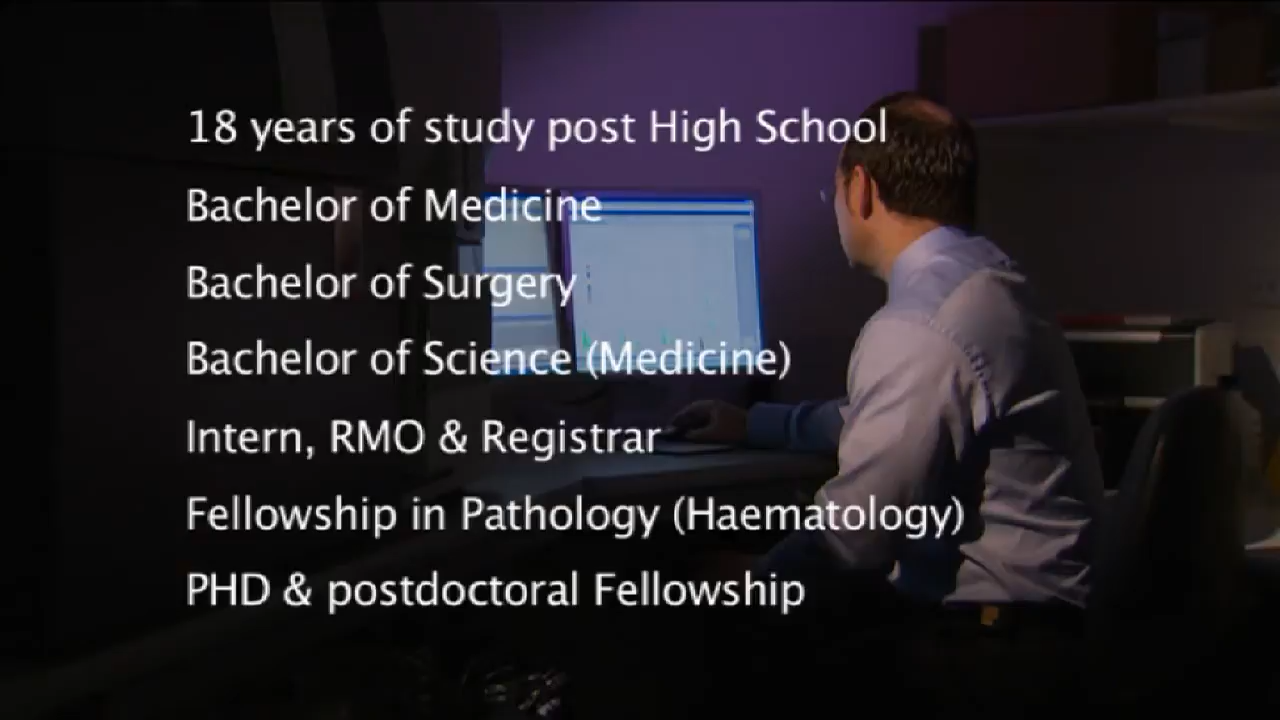 18 years of study post High School
Bachelor of Medicine
Bachelor of Surgery
Bachelor of Science (Medicine)
Intern, RMO & Registrar
Fellowship in Pathology (Haematology)
PHD & postdoctoral Fellowship